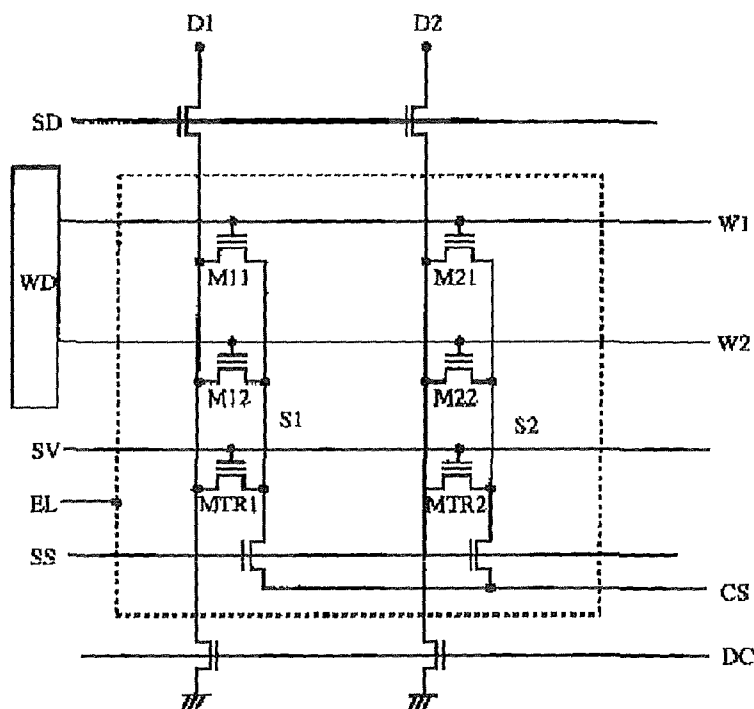 D1 D2
SD
W1
M11 M21
WD
W2
M12 M22
S1 S2
SV
MTR1 MTR2
EL
SS
CS
DC